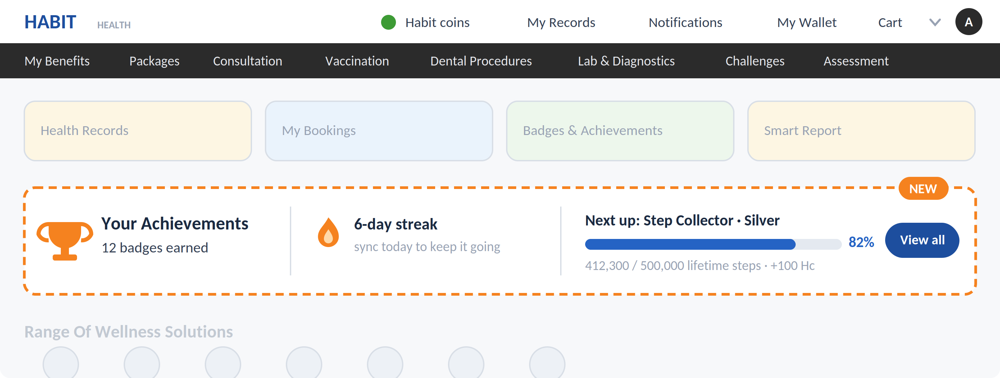 HABIT HEALTH
Habit coins My Records Notifications My Wallet Cart A
My Benefits Packages Consultation Vaccination Dental Procedures Lab & Diagnostics Challenges Assessment
Health Records
My Bookings
Badges & Achievements
Smart Report
NEW
Your Achievements
12 badges earned
6-day streak
sync today to keep it going
Next up: Step Collector · Silver
82%
412,300 / 500,000 lifetime steps · +100 Hc
View all
Range Of Wellness Solutions